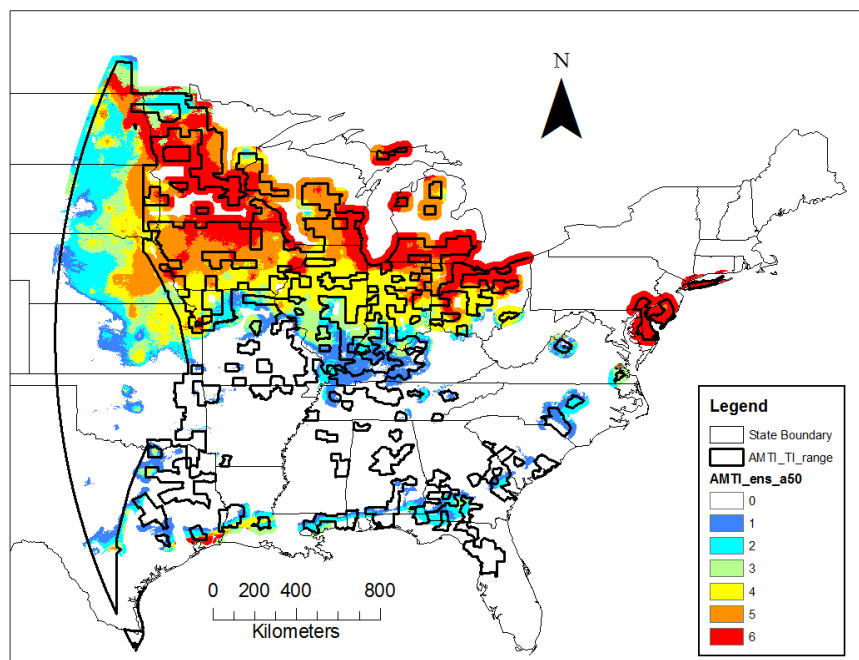 N
Legend
State Boundary
AMTI_TI_range
AMTI_ens_a50
0
1
2
3
4
5
6
0 200 400 800
Kilometers